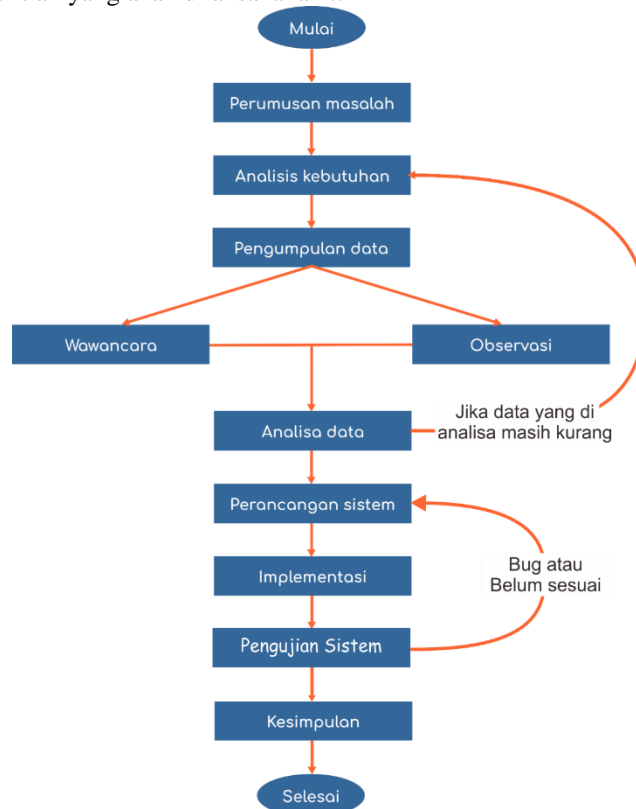 Mulai
Perumusan masalah
Analisis kebutuhan
Pengumpulan data
Wawancara
Observasi
Jika data yang di
analisa masih kurang
Analisa data
Perancangan sistem
Bug atau
Belum sesuai
Implementasi
Pengujian Sistem
Kesimpulan
Selesai